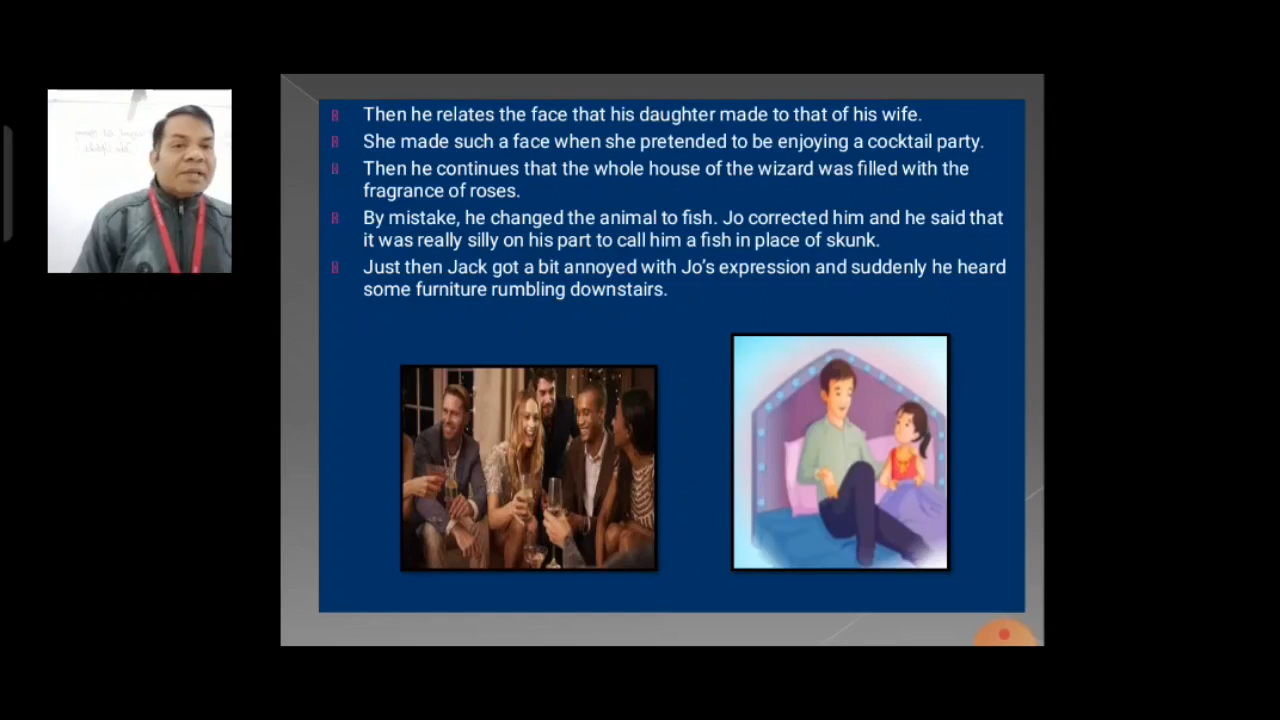 Then he relates the face that his daughter made to that of his wife.
She made such a face when she pretended to be enjoying a cocktail party.
Then he continues that the whole house of the wizard was filled with the
fragrance of roses.
By mistake, he changed the animal to fish. Jo corrected him and he said that
it was really silly on his part to call him a fish in place of skunk.
Just then Jack got a bit annoyed with Jo’s expression and suddenly he heard
some furniture rumbling downstairs.